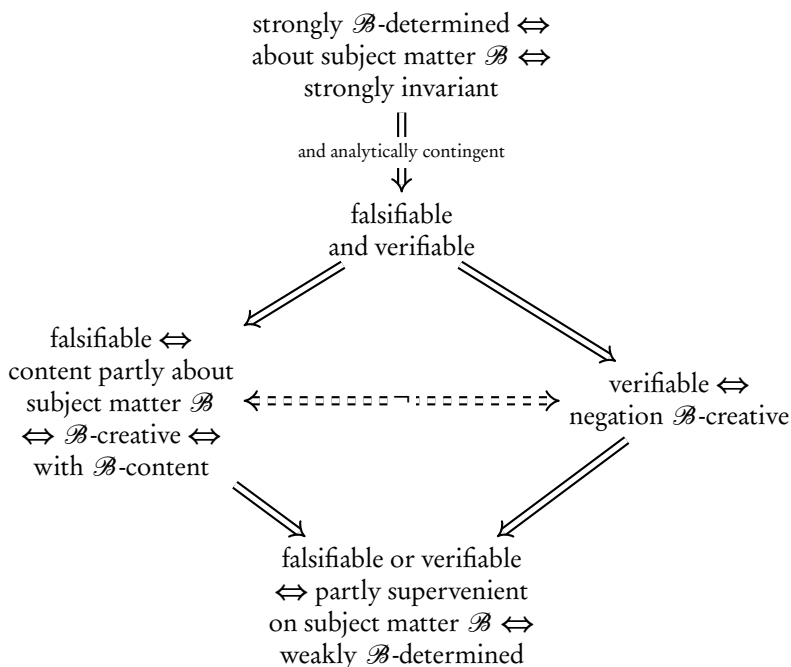 strongly ℬ-determined ⇔
about subject matter ℬ ⇔
strongly invariant
and analytically contingent
falsifiable
and verifiable
falsifiable ⇔
content partly about
subject matter ℬ
⇔ ℬ-creative ⇔
with ℬ-content
¬
verifiable ⇔
negation ℬ-creative
falsifiable or verifiable
⇔ partly supervenient
on subject matter ℬ ⇔
weakly ℬ-determined